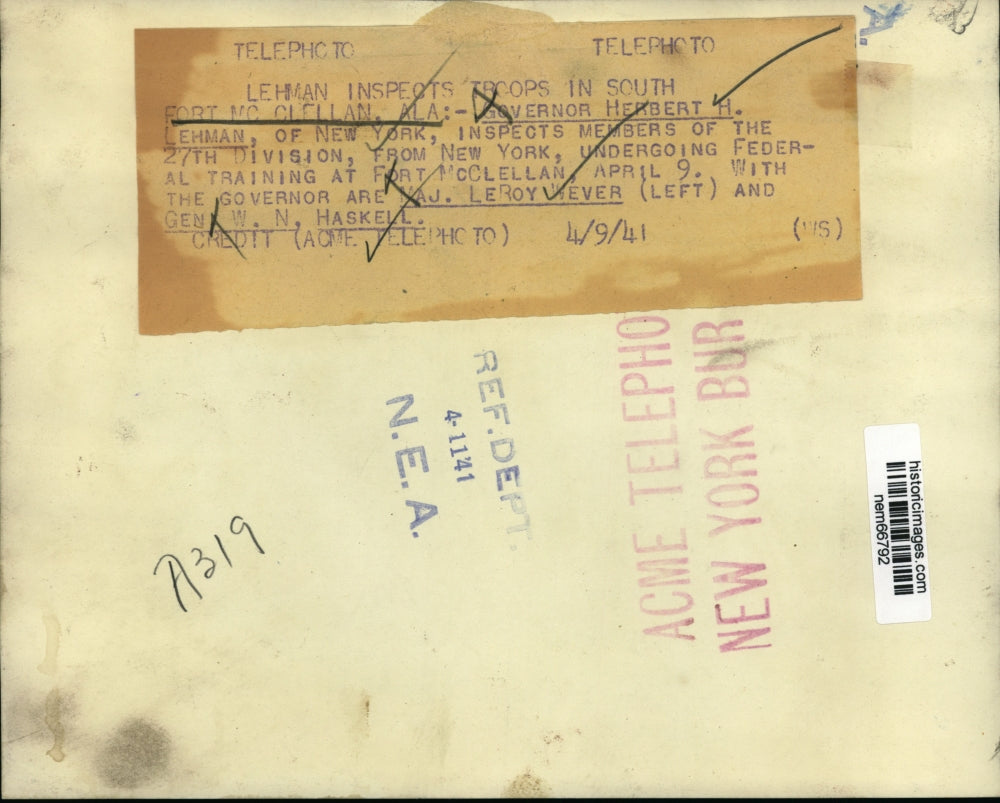 TELEPHOTO TELEPHOTO
LEHMAN INSPECTS TROOPS IN SOUTH
FORT MC CLELLAN, ALA:- GOVERNOR HERBERT H.
LEHMAN, OF NEW YORK, INSPECTS MEMBERS OF THE
27TH DIVISION, FROM NEW YORK, UNDERGOING FEDER-
AL TRAINING AT FORT MCCLELLAN, APRIL 9. WITH
THE GOVERNOR ARE MAJ. LEROY WEVER (LEFT) AND
GEN. W. N. HASKELL.
CREDIT (ACME TELEPHOTO) 4/9/41 (WS)
REF. DEPT.
4-11 41
N.E.A.
ACME TELEPHO
NEW YORK BUR
A319
historicimages.com
nem66792
A.